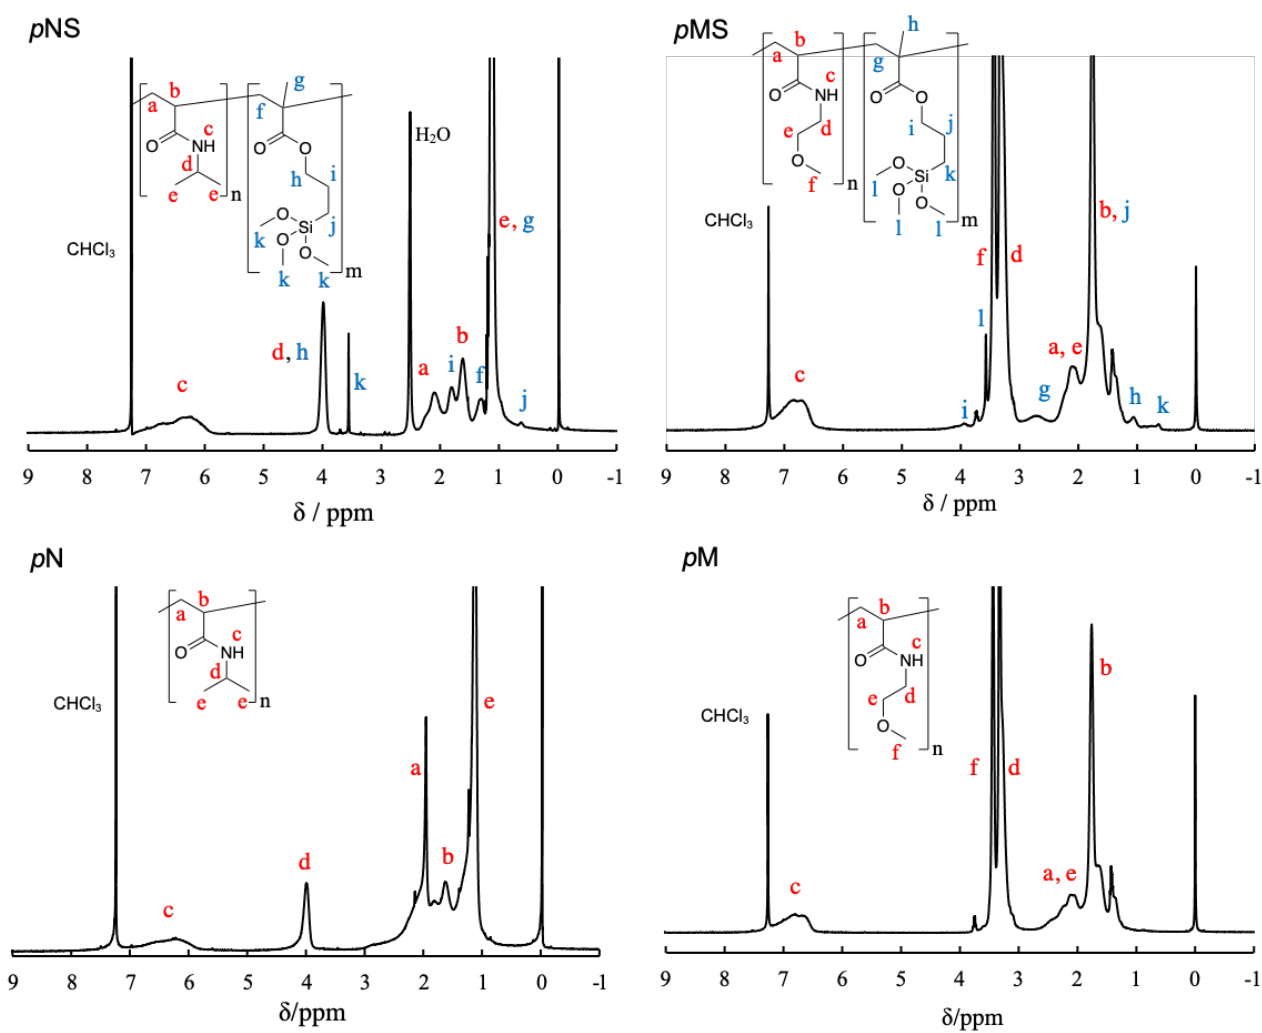 pNS
g
b
a
f
c
O
NH
O
O
d
h
i
e
e
n
O
Si
j
k
O
O
k
k
m
CHCl₃
H₂O
e, g
d, h
k
a
i
b
f
j
c
9 8 7 6 5 4 3 2 1 0 -1
δ / ppm
pMS
h
b
a
g
c
O
NH
O
O
e
d
i
j
O
f
n
O
Si
k
l
O
O
l
l
m
CHCl₃
b, j
f
d
l
a, e
c
g
i
h
k
9 8 7 6 5 4 3 2 1 0 -1
δ / ppm
pN
b
a
c
O
NH
d
e
e
n
CHCl₃
e
a
d
b
c
9 8 7 6 5 4 3 2 1 0 -1
δ/ppm
pM
b
a
c
O
NH
e
d
O
f
n
CHCl₃
b
f
d
a, e
c
9 8 7 6 5 4 3 2 1 0 -1
δ/ppm